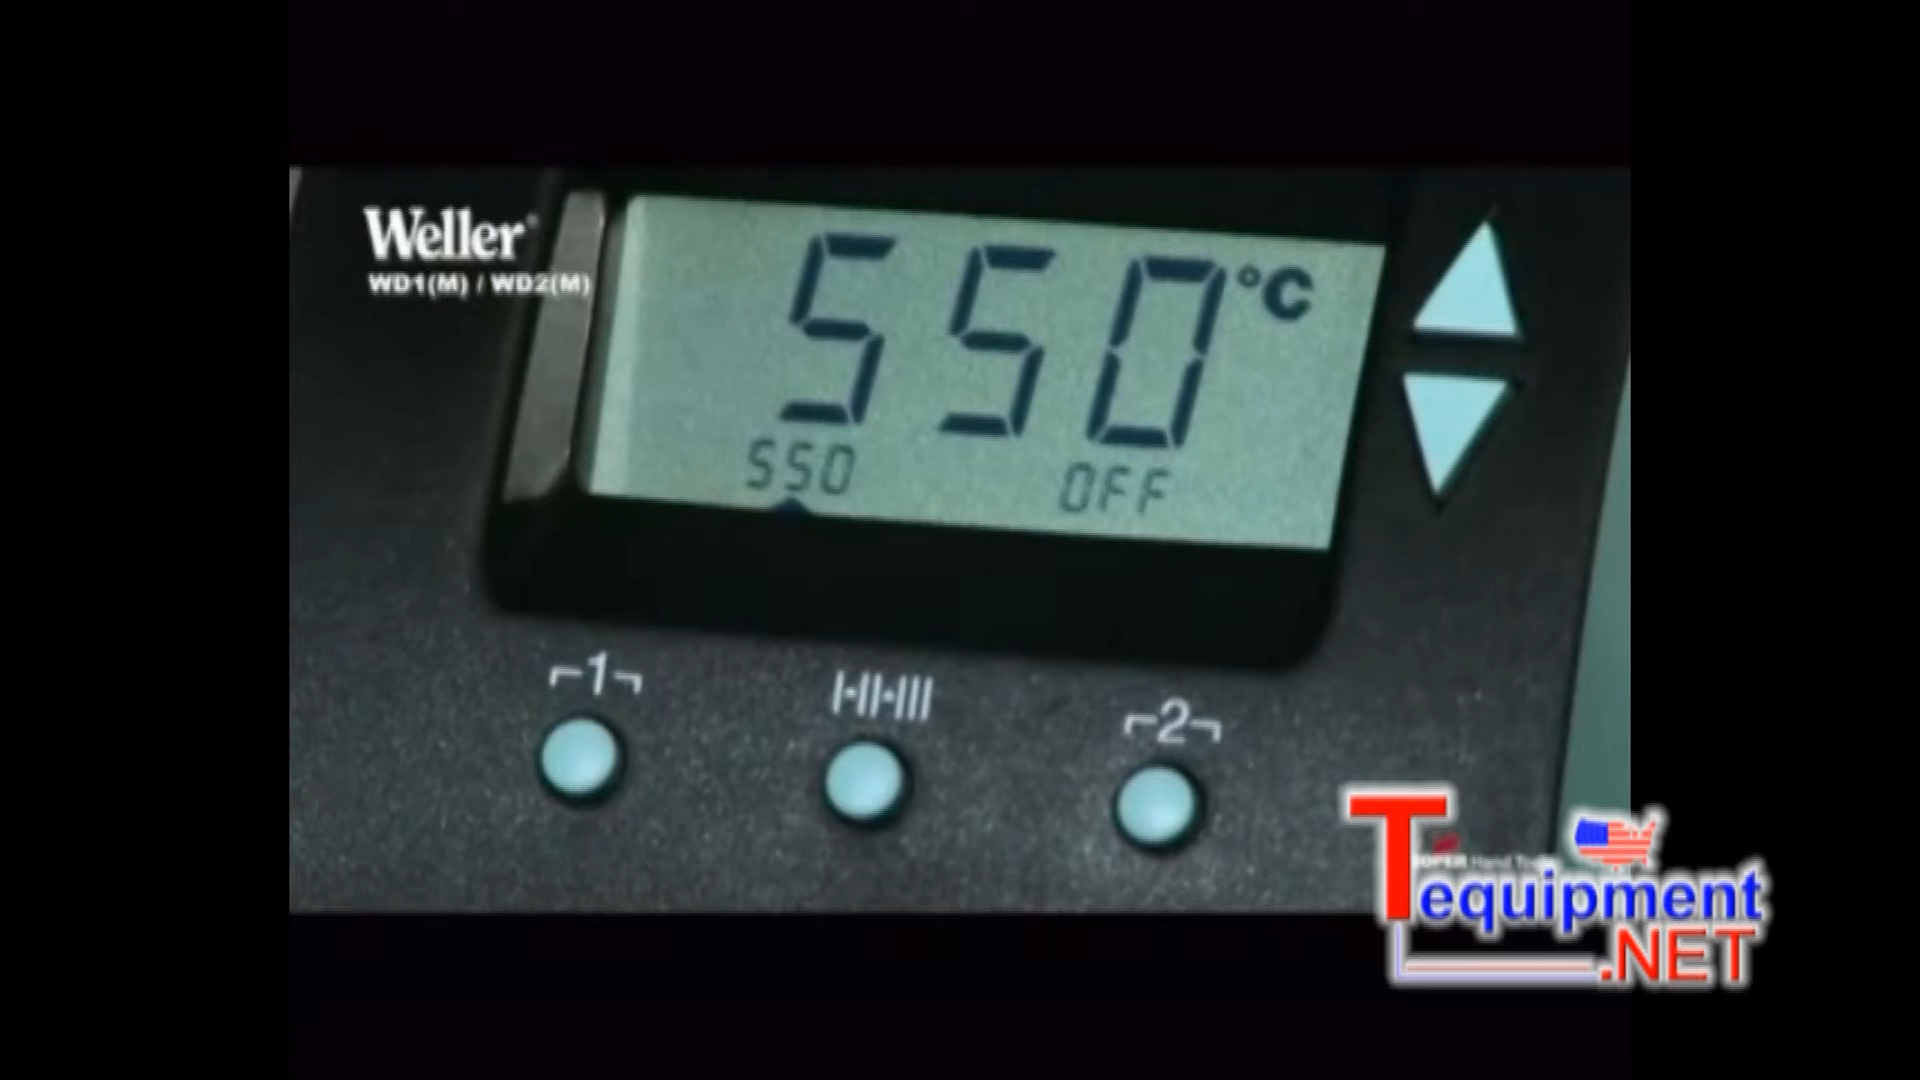 Weller
WD1(M) / WD2(M)
550 °C
550 OFF
1
I-II-III
2
Tequipment
.NET